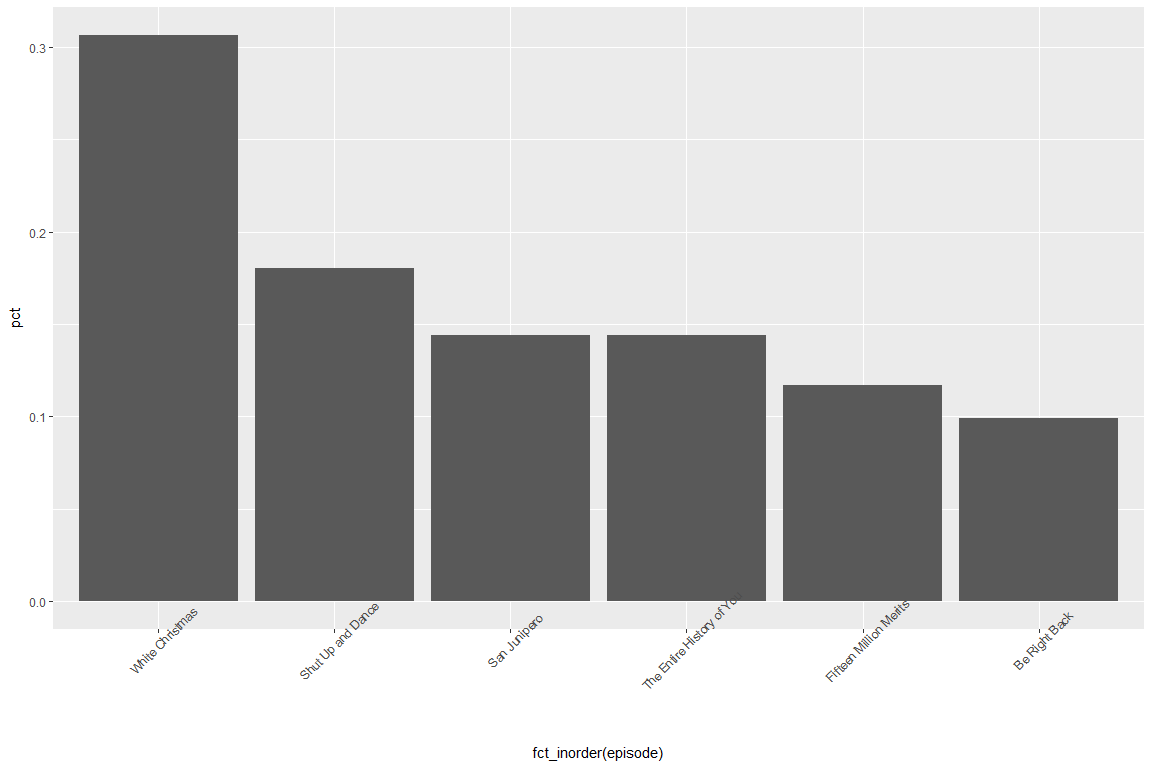 0.3
0.2
0.1
0.0
pct
White Christmas
Shut Up and Dance
San Junipero
The Entire History of You
Fifteen Million Merits
Be Right Back
fct_inorder(episode)